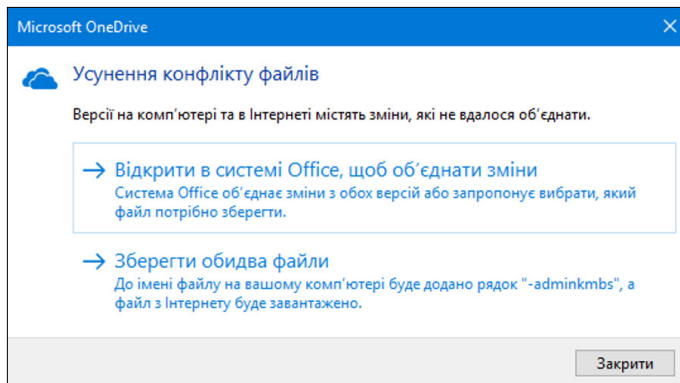 Microsoft OneDrive
Усунення конфлікту файлів
Версії на комп'ютері та в Інтернеті містять зміни, які не вдалося об'єднати.
→ Відкрити в системі Office, щоб об'єднати зміни
Система Office об'єднає зміни з обох версій або запропонує вибрати, який
файл потрібно зберегти.
→ Зберегти обидва файли
До імені файлу на вашому комп'ютері буде додано рядок "-adminkmbs", а
файл з Інтернету буде завантажено.
Закрити